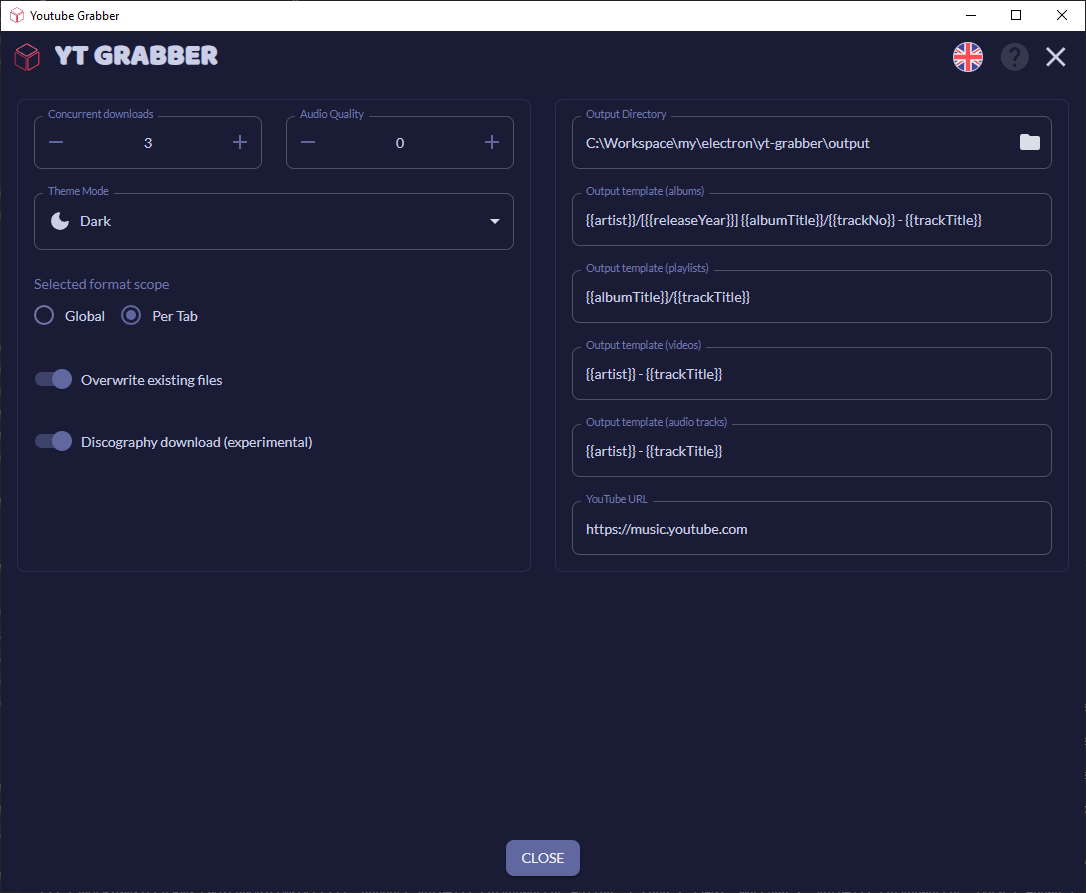 Youtube Grabber
YT GRABBER
?
Concurrent downloads
3
Audio Quality
0
Theme Mode
Dark
Selected format scope
Global
Per Tab
Overwrite existing files
Discography download (experimental)
Output Directory
C:\Workspace\my\electron\yt-grabber\output
Output template (albums)
{{artist}}/[{{releaseYear}}] {{albumTitle}}/{{trackNo}} - {{trackTitle}}
Output template (playlists)
{{albumTitle}}/{{trackTitle}}
Output template (videos)
{{artist}} - {{trackTitle}}
Output template (audio tracks)
{{artist}} - {{trackTitle}}
YouTube URL
https://music.youtube.com
CLOSE